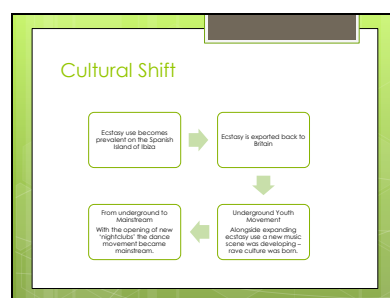 Cultural Shift
Ecstasy use becomes
prevalent on the Spanish
Island of Ibiza
Ecstasy is exported back to
Britain
Underground Youth
Movement
Alongside expanding
ecstasy use a new music
scene was developing –
rave culture was born.
From underground to
Mainstream
With the opening of new
'nightclubs' the dance
movement became
mainstream.